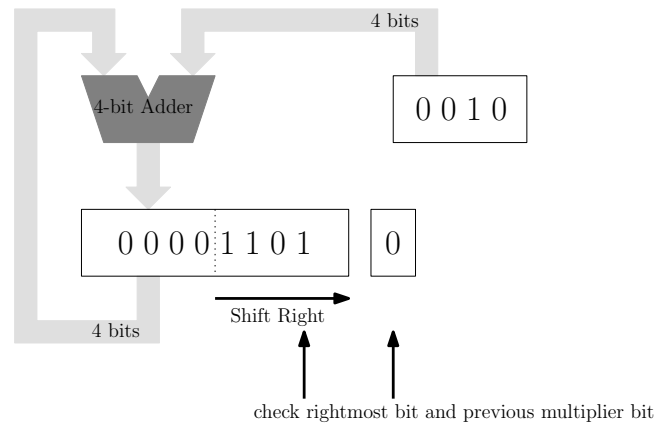 4 bits
4-bit Adder
0 0 1 0
0 0 0 0 1 1 0 1
0
Shift Right
4 bits
check rightmost bit and previous multiplier bit